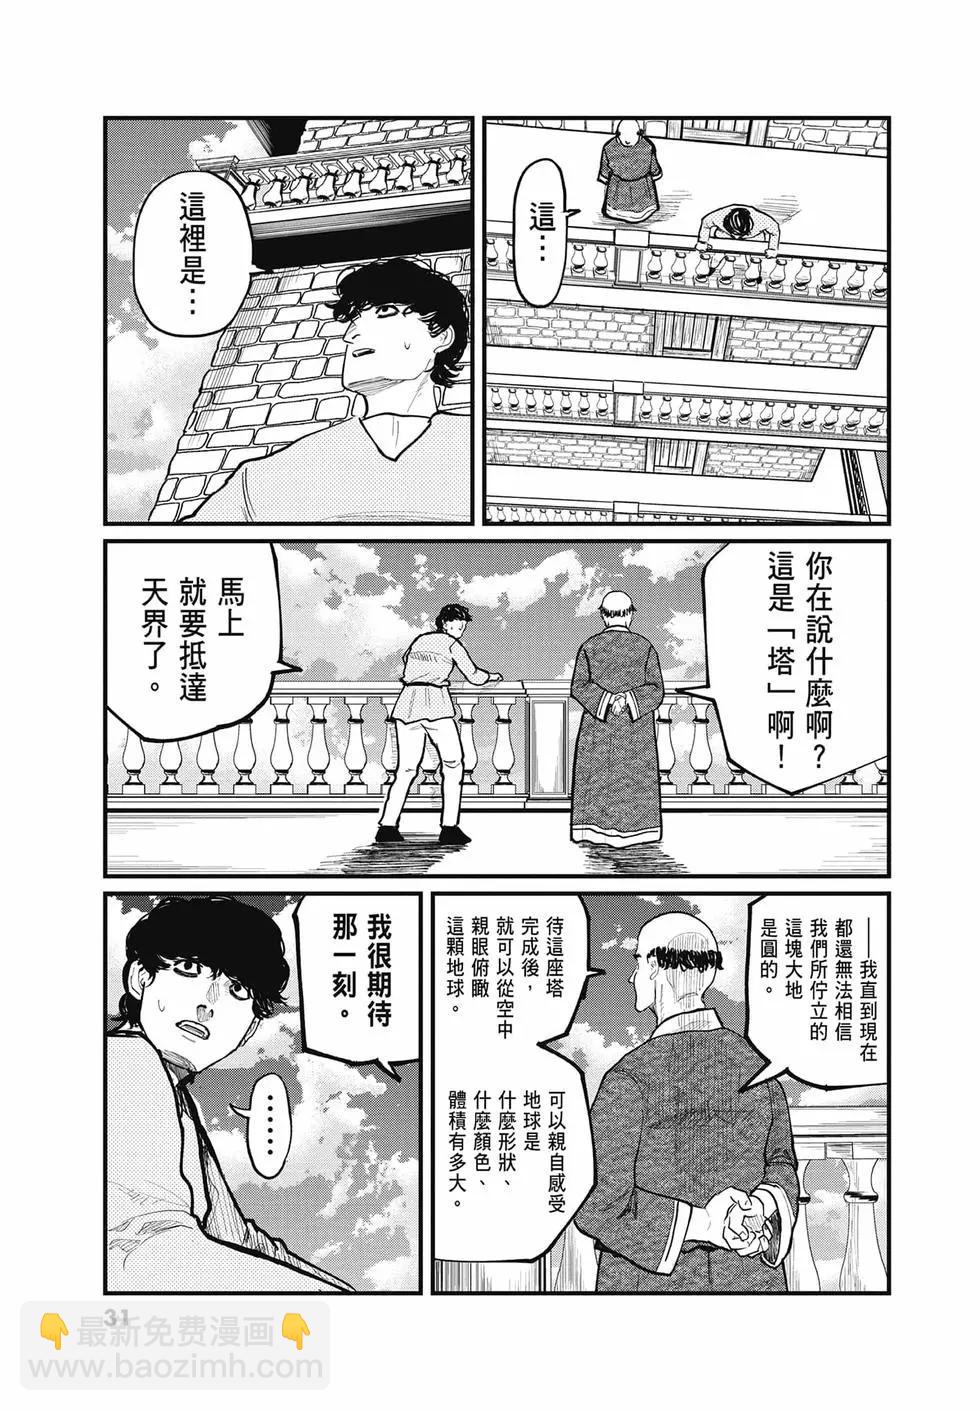 這…
這裡是…
你在說什麼啊？
這是「塔」啊！
馬上
就要抵達
天界了。
——我直到現在
都還無法相信
我們所佇立的
這塊大地
是圓的。
待這座塔
完成後，
就可以從空中
親眼俯瞰
這顆地球。
可以親自感受
地球是
什麼形狀、
什麼顏色、
體積有多大。
我很期待
那一刻。
……
31
👇最新免费漫画👇
www.baozimh.com